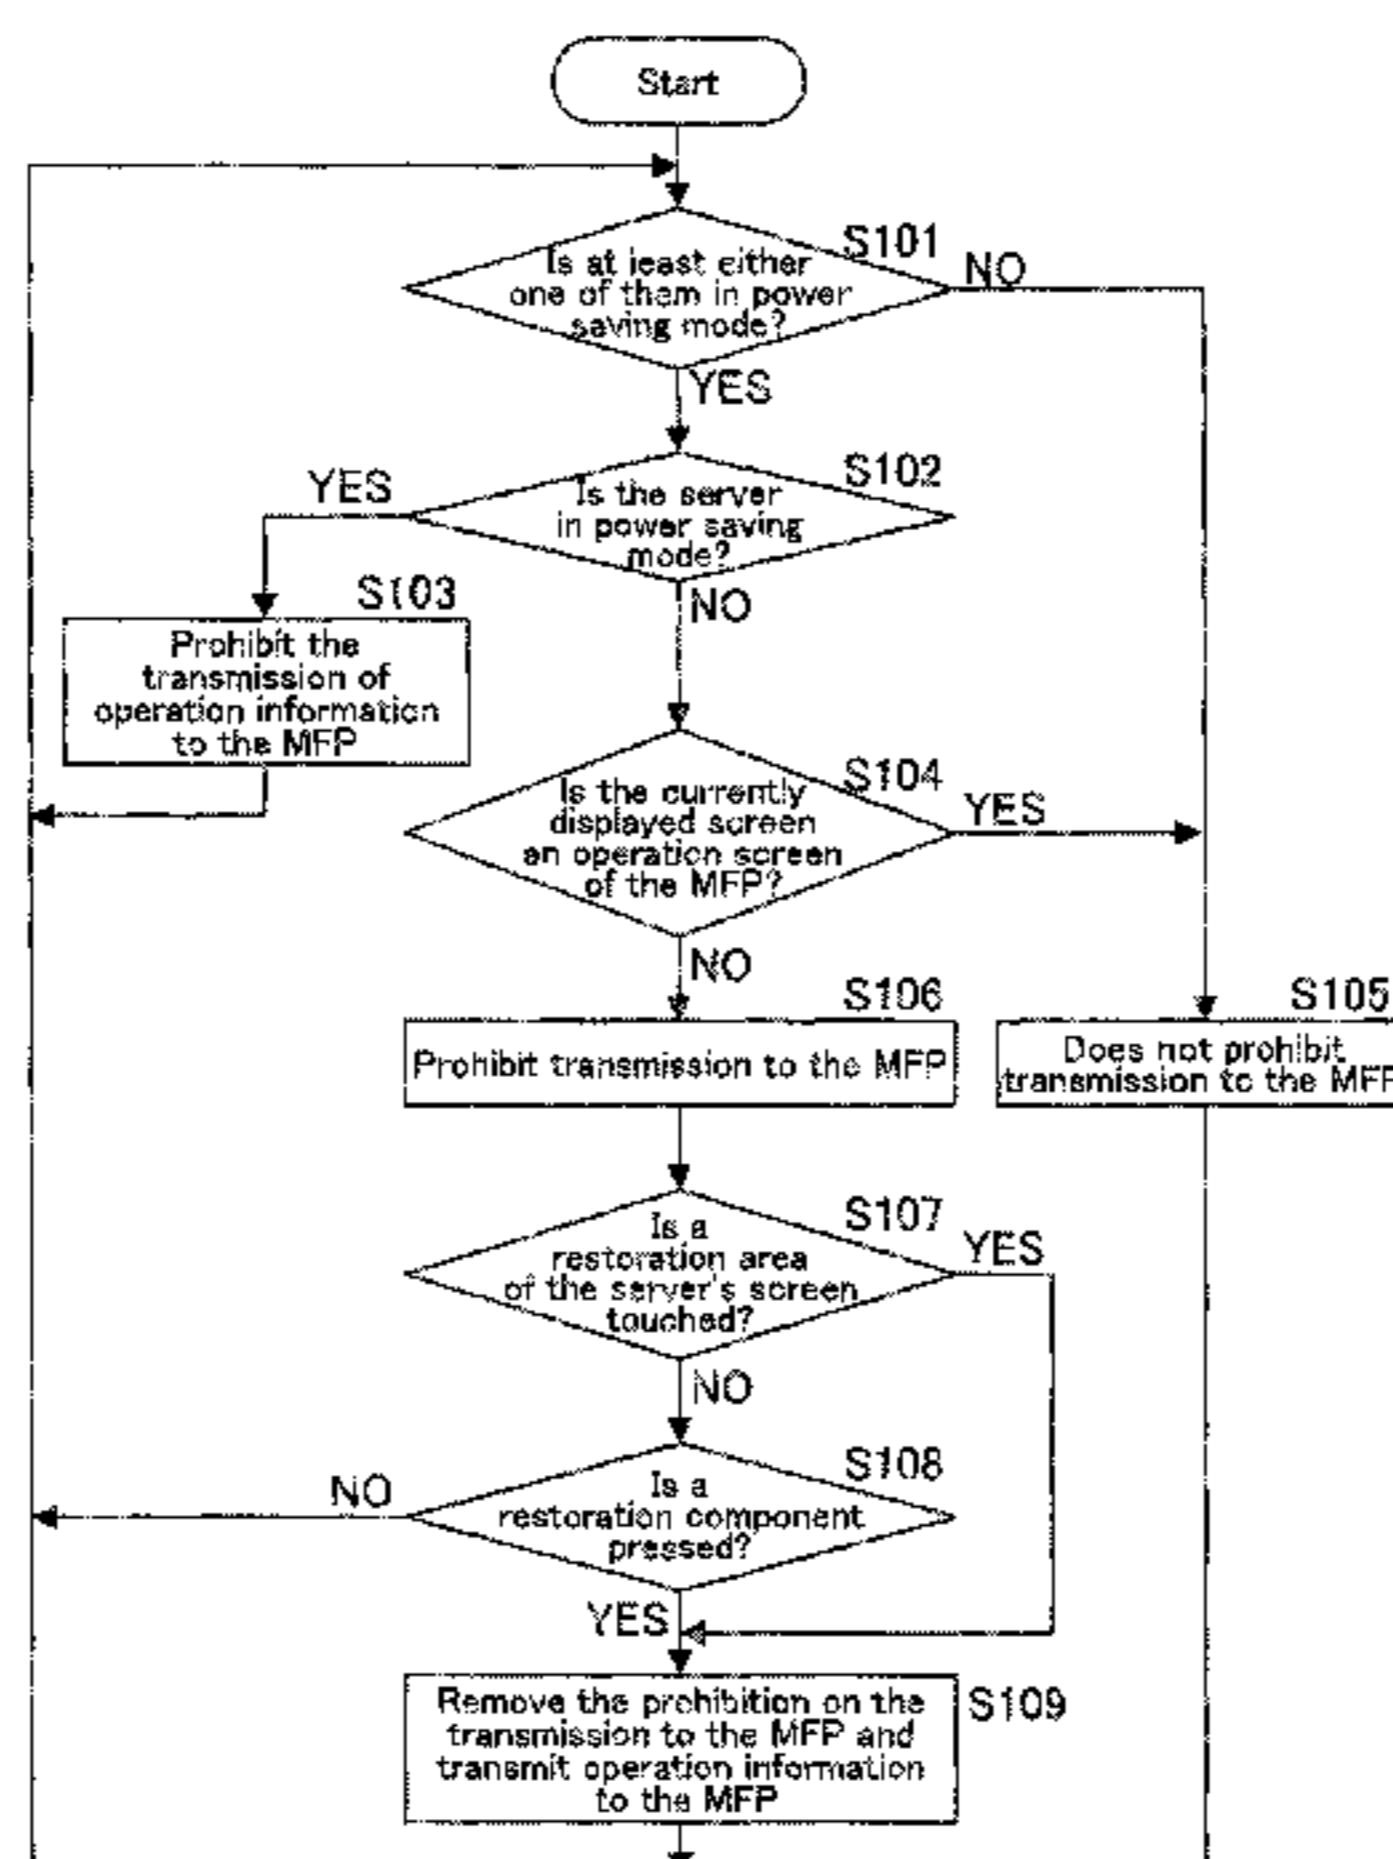 Start
S101
Is at least either
one of them in power
saving mode?
NO
YES
S102
Is the server
in power saving
mode?
YES
NO
S103
Prohibit the
transmission of
operation information
to the MFP
S104
Is the currently
displayed screen
an operation screen
of the MFP?
YES
NO
S106
Prohibit transmission to the MFP
S105
Does not prohibit
transmission to the MFP
S107
Is a
restoration area
of the server's screen
touched?
YES
NO
S108
Is a
restoration component
pressed?
NO
YES
S109
Remove the prohibition on the
transmission to the MFP and
transmit operation information
to the MFP